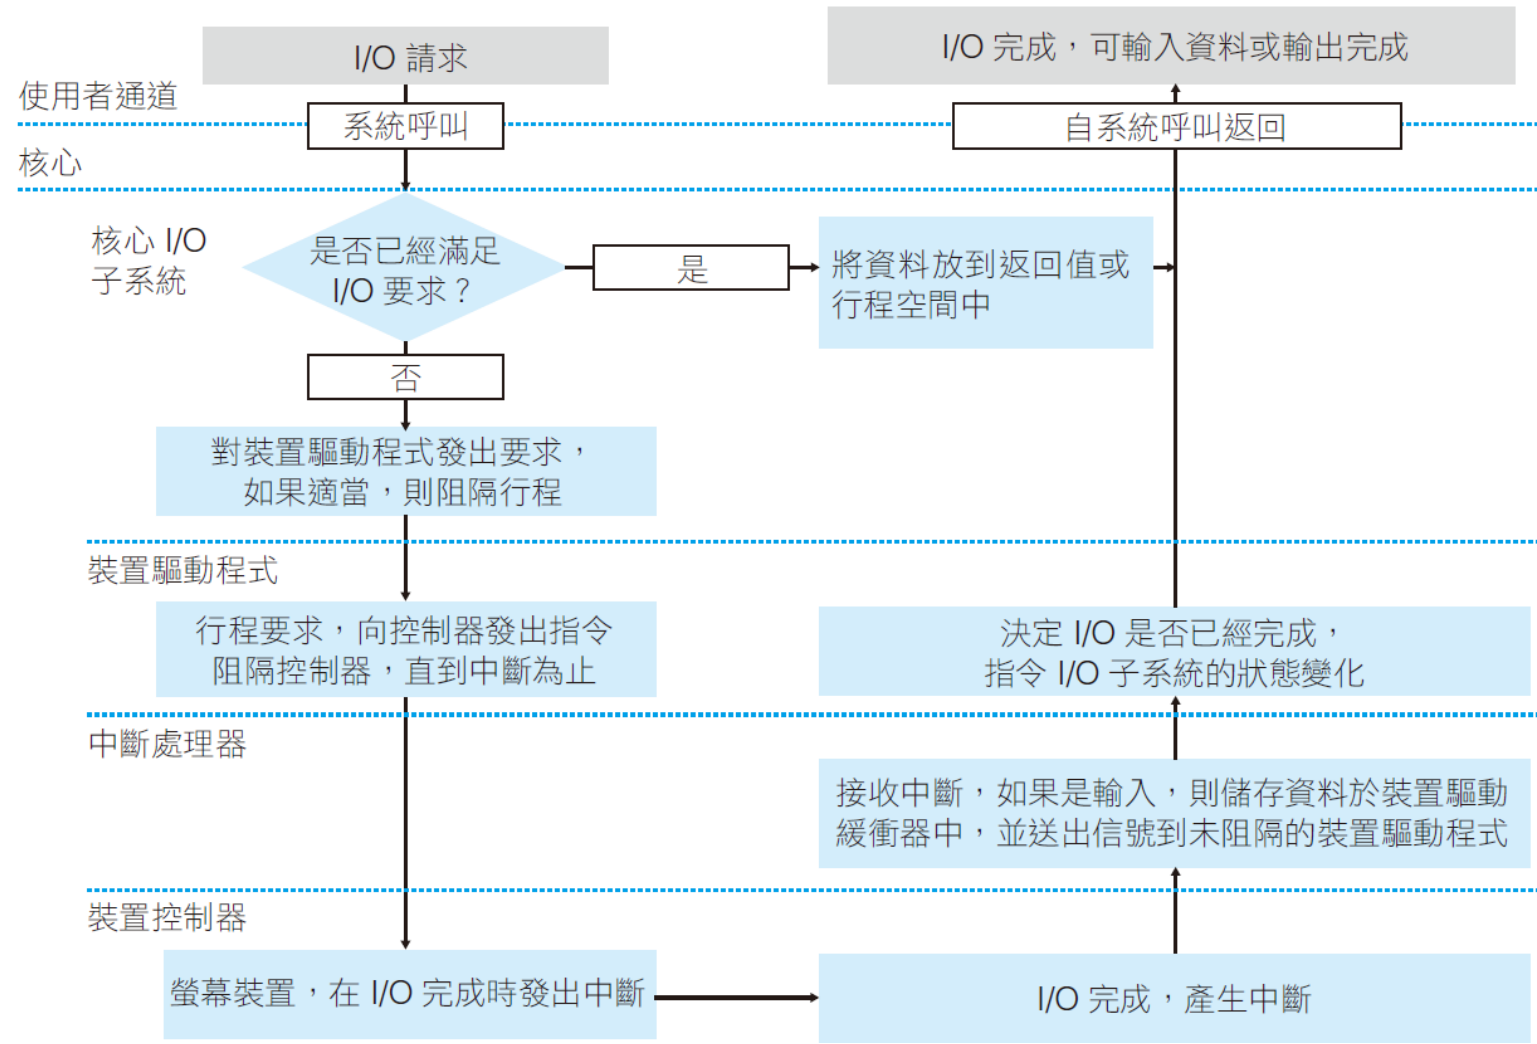 I/O 請求
I/O 完成，可輸入資料或輸出完成
使用者通道
系統呼叫
自系統呼叫返回
核心
核心 I/O
子系統
是否已經滿足
I/O 要求？
是
將資料放到返回值或
行程空間中
否
對裝置驅動程式發出要求，
如果適當，則阻隔行程
裝置驅動程式
行程要求，向控制器發出指令
阻隔控制器，直到中斷為止
決定 I/O 是否已經完成，
指令 I/O 子系統的狀態變化
中斷處理器
接收中斷，如果是輸入，則儲存資料於裝置驅動
緩衝器中，並送出信號到未阻隔的裝置驅動程式
裝置控制器
螢幕裝置，在 I/O 完成時發出中斷
I/O 完成，產生中斷